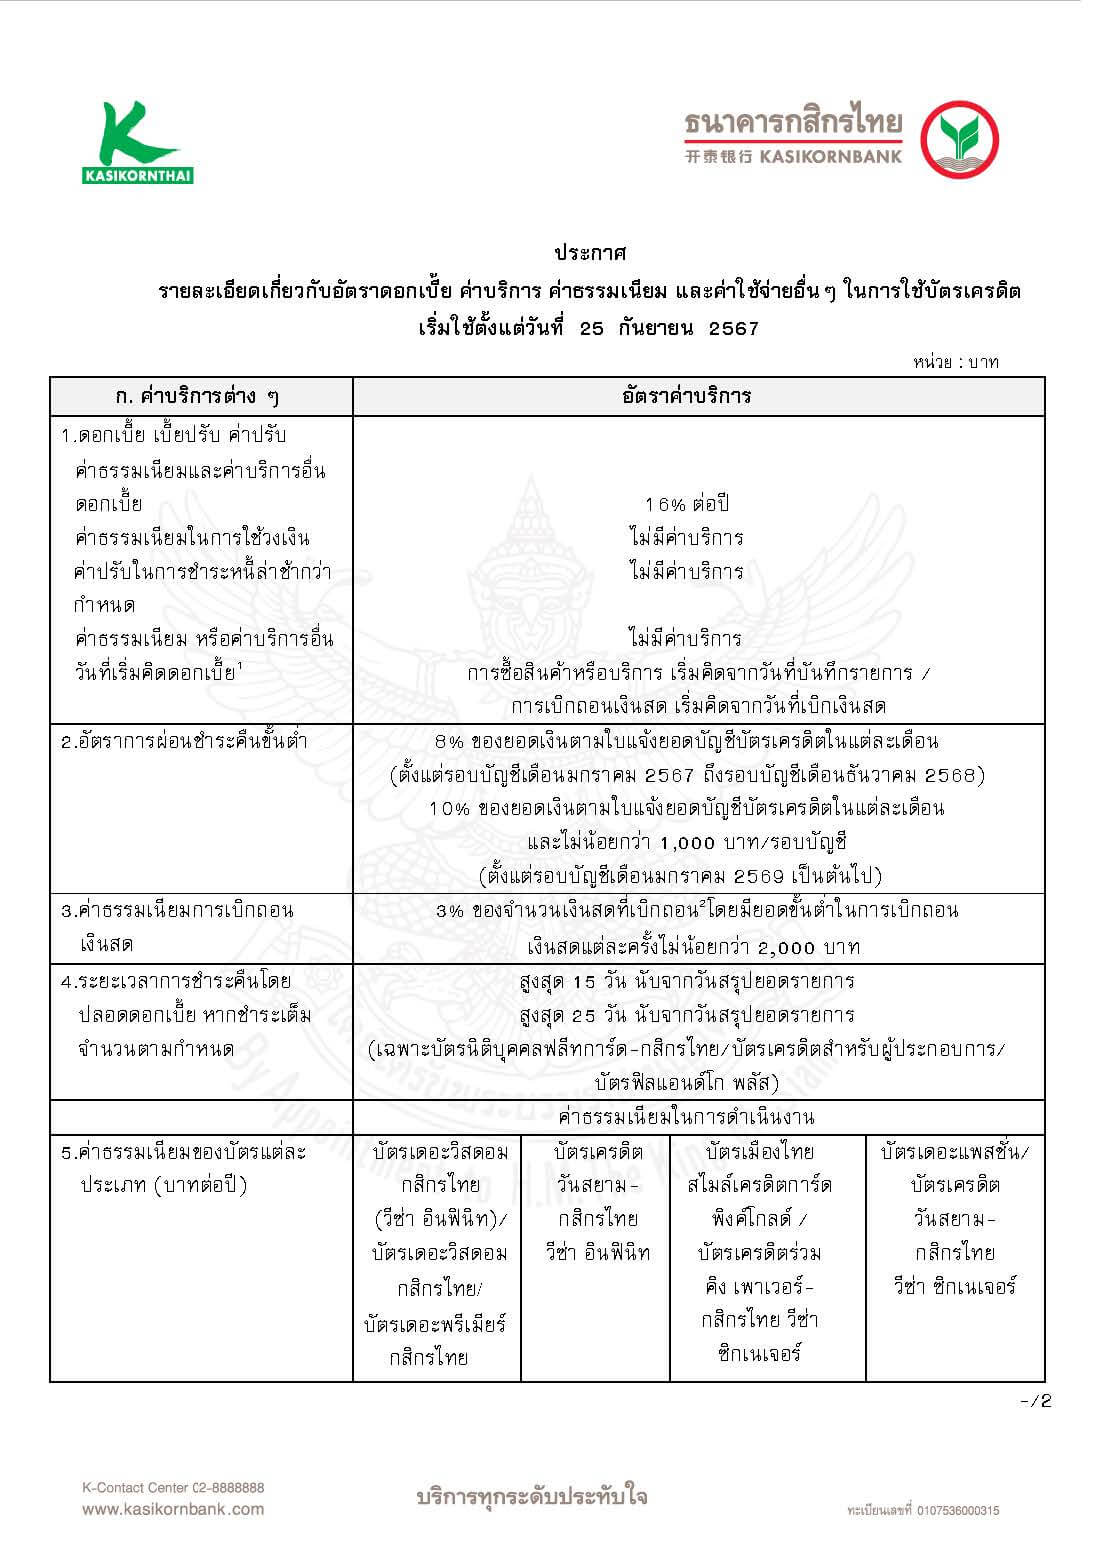 KASIKORNTHAI
ธนาคารกสิกรไทย
开泰银行 KASIKORNBANK
ประกาศ
รายละเอียดเกี่ยวกับอัตราดอกเบี้ย ค่าบริการ ค่าธรรมเนียม และค่าใช้จ่ายอื่นๆ ในการใช้บัตรเครดิต
เริ่มใช้ตั้งแต่วันที่ 25 กันยายน 2567
หน่วย : บาท
ก. ค่าบริการต่าง ๆ
อัตราค่าบริการ
1.ดอกเบี้ย เบี้ยปรับ ค่าปรับ
ค่าธรรมเนียมและค่าบริการอื่น
ดอกเบี้ย
16% ต่อปี
ค่าธรรมเนียมในการใช้วงเงิน
ไม่มีค่าบริการ
ค่าปรับในการชำระหนี้ล่าช้ากว่า
ไม่มีค่าบริการ
กำหนด
ค่าธรรมเนียม หรือค่าบริการอื่น
ไม่มีค่าบริการ
วันที่เริ่มคิดดอกเบี้ย¹
การซื้อสินค้าหรือบริการ เริ่มคิดจากวันที่บันทึกรายการ /
การเบิกถอนเงินสด เริ่มคิดจากวันที่เบิกเงินสด
2.อัตราการผ่อนชำระคืนขั้นต่ำ
8% ของยอดเงินตามใบแจ้งยอดบัญชีบัตรเครดิตในแต่ละเดือน
(ตั้งแต่รอบบัญชีเดือนมกราคม 2567 ถึงรอบบัญชีเดือนธันวาคม 2568)
10% ของยอดเงินตามใบแจ้งยอดบัญชีบัตรเครดิตในแต่ละเดือน
และไม่น้อยกว่า 1,000 บาท/รอบบัญชี
(ตั้งแต่รอบบัญชีเดือนมกราคม 2569 เป็นต้นไป)
3.ค่าธรรมเนียมการเบิกถอน
เงินสด
3% ของจำนวนเงินสดที่เบิกถอน²โดยมียอดขั้นต่ำในการเบิกถอน
เงินสดแต่ละครั้งไม่น้อยกว่า 2,000 บาท
4.ระยะเวลาการชำระคืนโดย
ปลอดดอกเบี้ย หากชำระเต็ม
จำนวนตามกำหนด
สูงสุด 15 วัน นับจากวันสรุปยอดรายการ
สูงสุด 25 วัน นับจากวันสรุปยอดรายการ
(เฉพาะบัตรนิติบุคคลฟลีทการ์ด-กสิกรไทย/บัตรเครดิตสำหรับผู้ประกอบการ/
บัตรฟิลแอนด์โก พลัส)
ค่าธรรมเนียมในการดำเนินงาน
5.ค่าธรรมเนียมของบัตรแต่ละ
ประเภท (บาทต่อปี)
บัตรเดอะวิสดอม
กสิกรไทย
(วีซ่า อินฟินิท)/
บัตรเดอะวิสดอม
กสิกรไทย/
บัตรเดอะพรีเมียร์
กสิกรไทย
บัตรเครดิต
วันสยาม-
กสิกรไทย
วีซ่า อินฟินิท
บัตรเมืองไทย
สไมล์เครดิตการ์ด
พิงค์โกลด์ /
บัตรเครดิตร่วม
คิง เพาเวอร์-
กสิกรไทย วีซ่า
ซิกเนเจอร์
บัตรเดอะแพสชั่น/
บัตรเครดิต
วันสยาม-
กสิกรไทย
วีซ่า ซิกเนเจอร์
-/2
K-Contact Center 02-8888888
www.kasikornbank.com
บริการทุกระดับประทับใจ
ทะเบียนเลขที่ 0107536000315